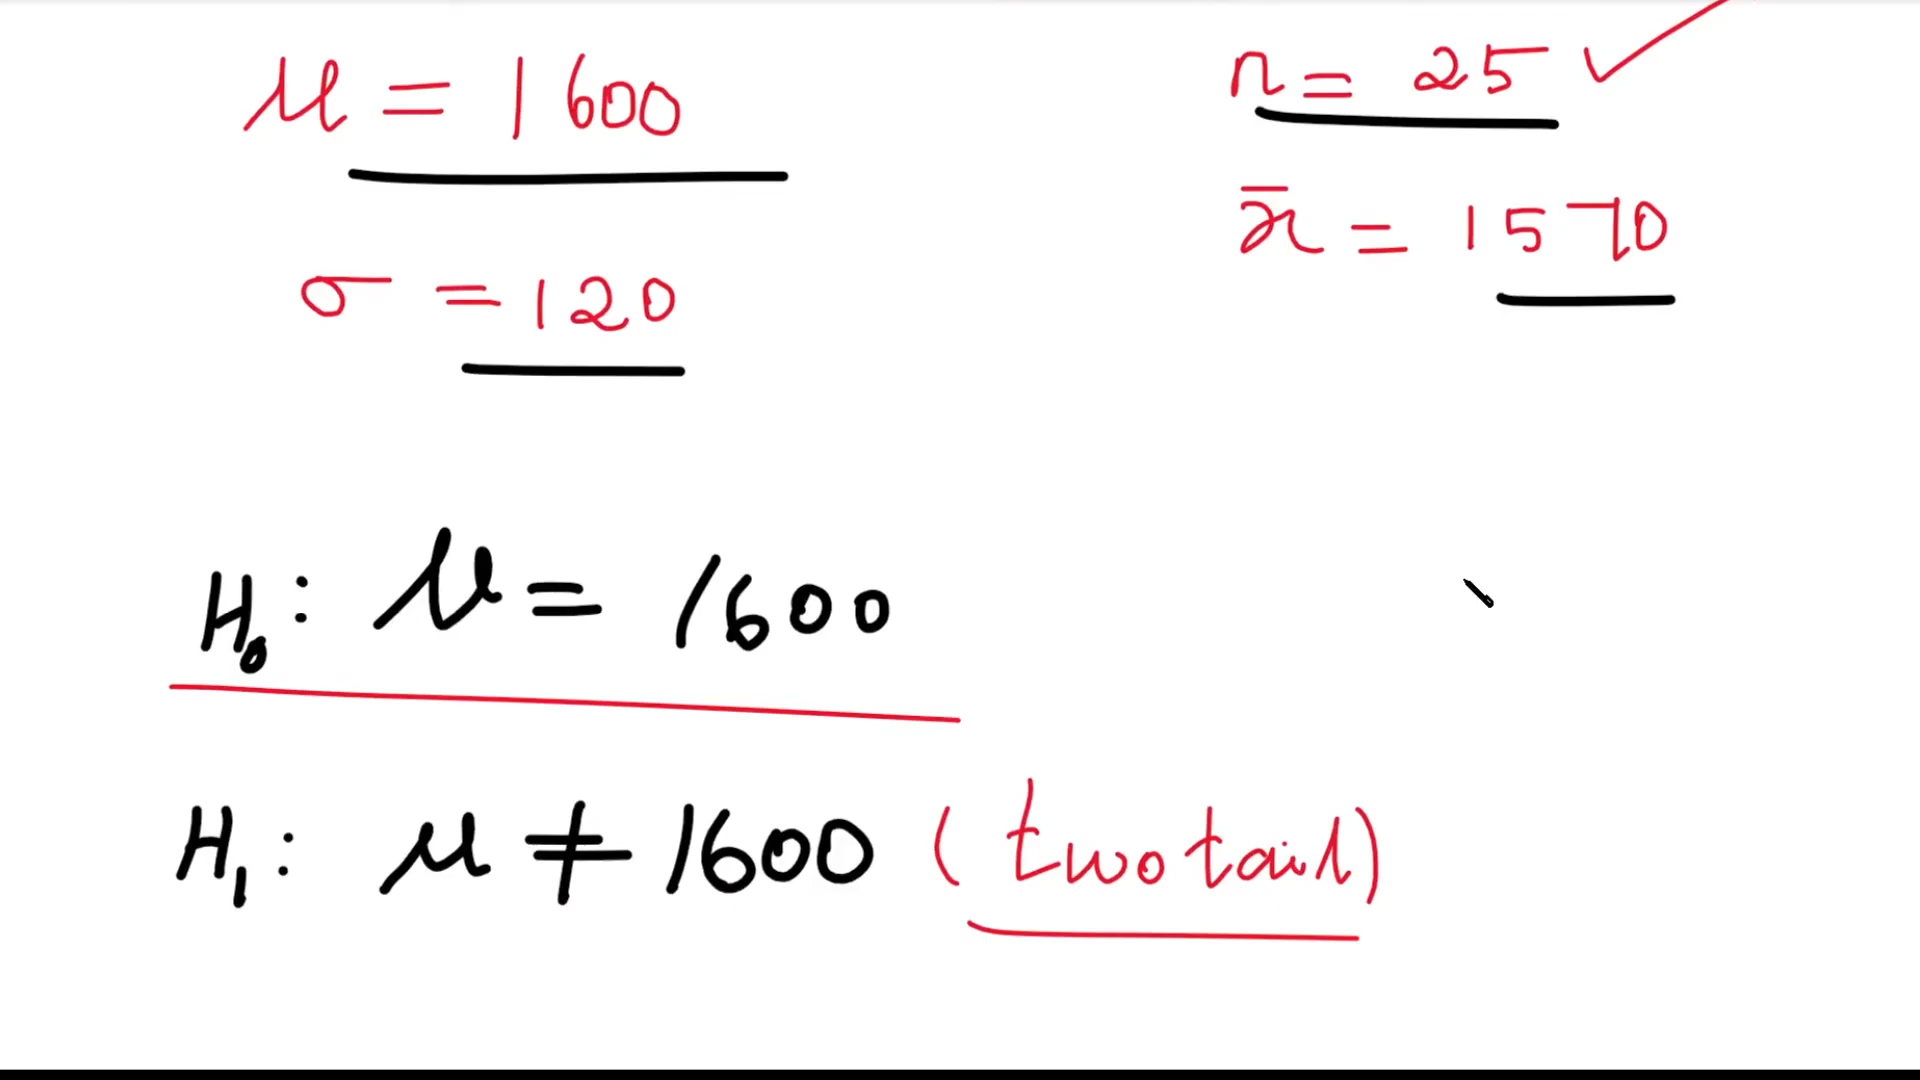 μ = 1600
σ = 120
n = 25 ✓
x̄ = 1570
H₀: μ = 1600
H₁: μ ≠ 1600 (two tail)